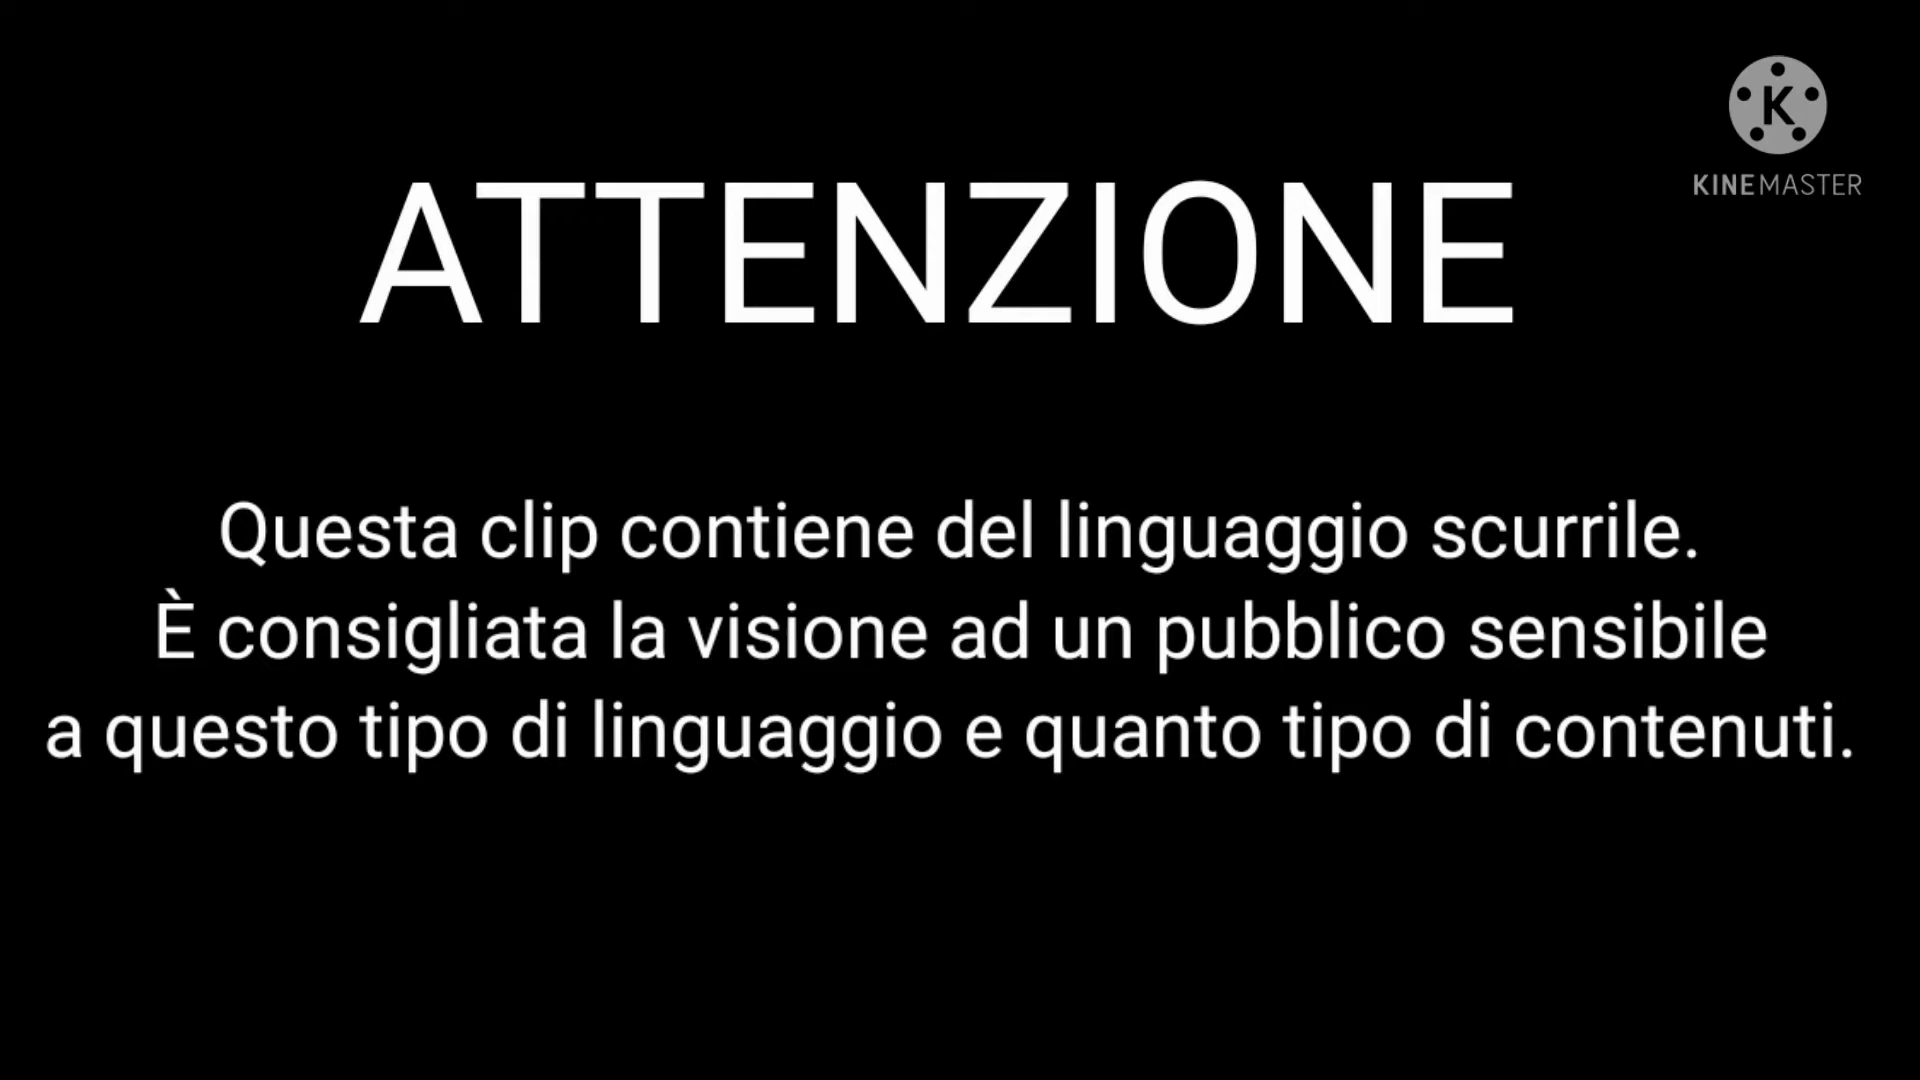 K
KINEMASTER
ATTENZIONE
Questa clip contiene del linguaggio scurrile.
È consigliata la visione ad un pubblico sensibile
a questo tipo di linguaggio e quanto tipo di contenuti.